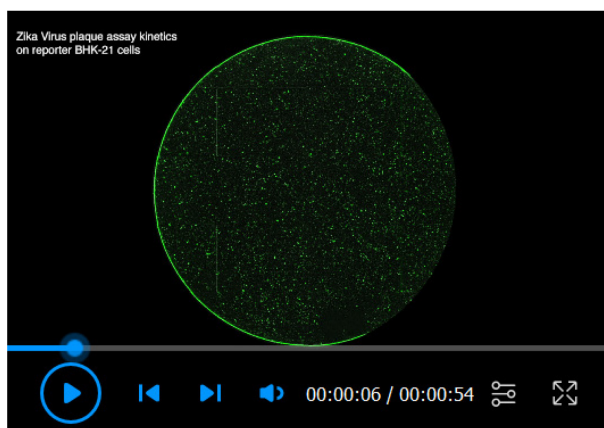 Zika Virus plaque assay kinetics
on reporter BHK-21 cells
00:00:06 / 00:00:54